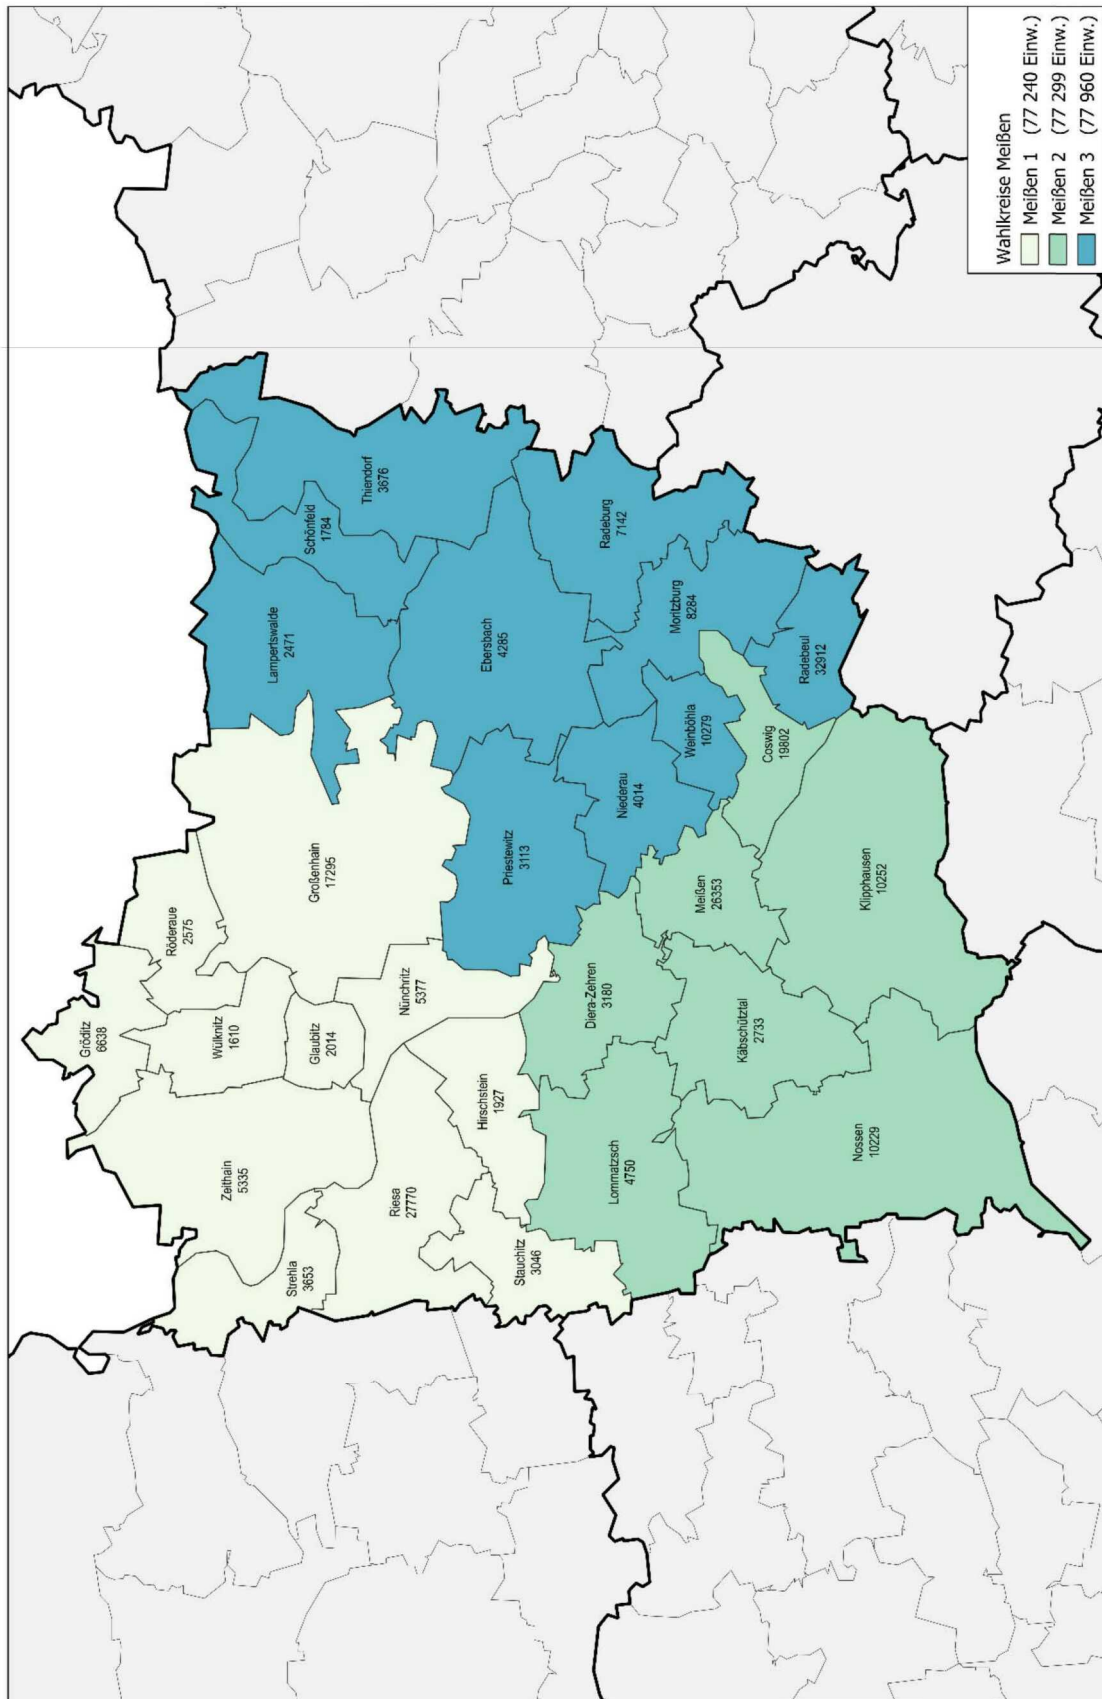 Gröditz
6638
Röderaue
2575
Wülknitz
1610
Zeithain
5335
Strehla
3653
Glaubitz
2014
Großenhain
17295
Lampertswalde
2471
Schönfeld
1784
Thiendorf
3676
Riesa
27770
Nünchritz
5377
Hirschstein
1927
Stauchitz
3046
Priestewitz
3113
Ebersbach
4285
Radeburg
7142
Lommatzsch
4750
Diera-Zehren
3180
Niederau
4014
Weinböhla
10279
Moritzburg
8284
Meißen
26353
Käbschütztal
2733
Coswig
19802
Radebeul
32912
Nossen
10229
Klipphausen
10252
Wahlkreise Meißen
Meißen 1 (77 240 Einw.)
Meißen 2 (77 299 Einw.)
Meißen 3 (77 960 Einw.)